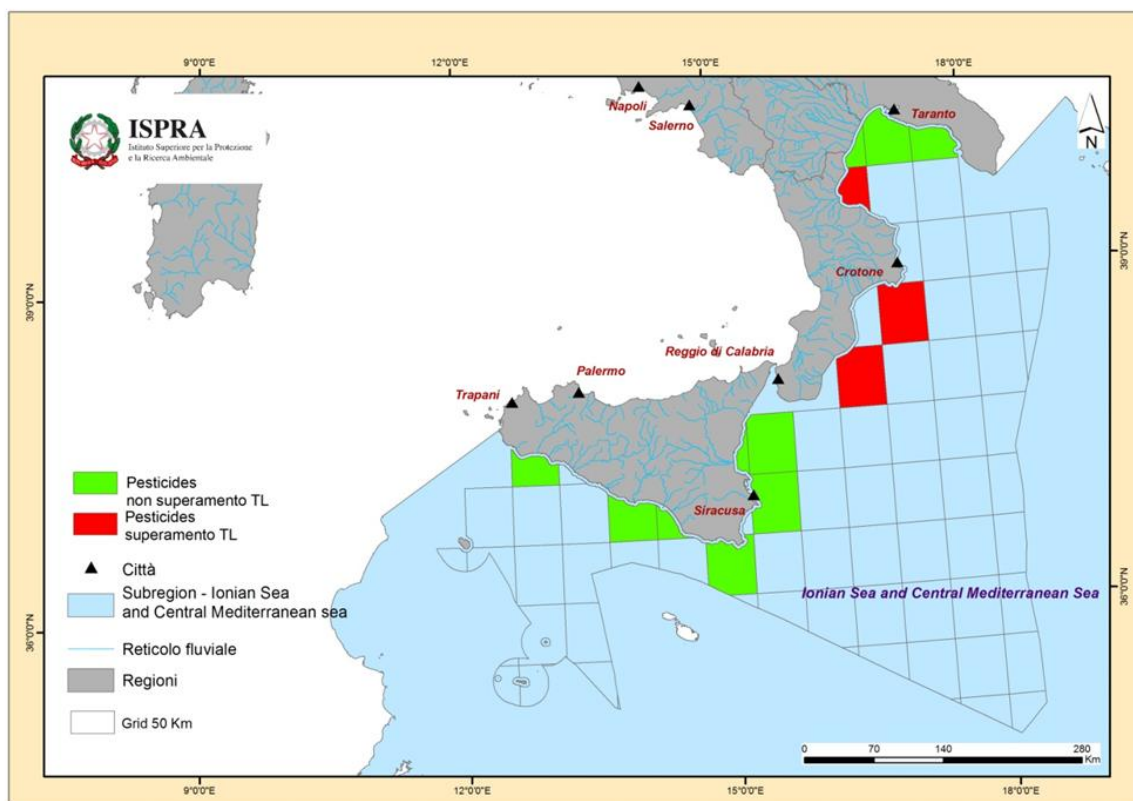 9°0'0"E
12°0'0"E
15°0'0"E
18°0'0"E
ISPRA
Istituto Superiore per la Protezione
e la Ricerca Ambientale
Napoli
Salerno
Taranto
N
39°0'0"N
39°0'0"N
Crotone
Reggio di Calabria
Palermo
Trapani
Siracusa
Pesticides
non superamento TL
Pesticides
superamento TL
Città
Subregion - Ionian Sea
and Central Mediterranean sea
Reticolo fluviale
Regioni
Grid 50 Km
36°0'0"N
36°0'0"N
Ionian Sea and Central Mediterranean Sea
0 70 140 280
Km
9°0'0"E
12°0'0"E
15°0'0"E
18°0'0"E